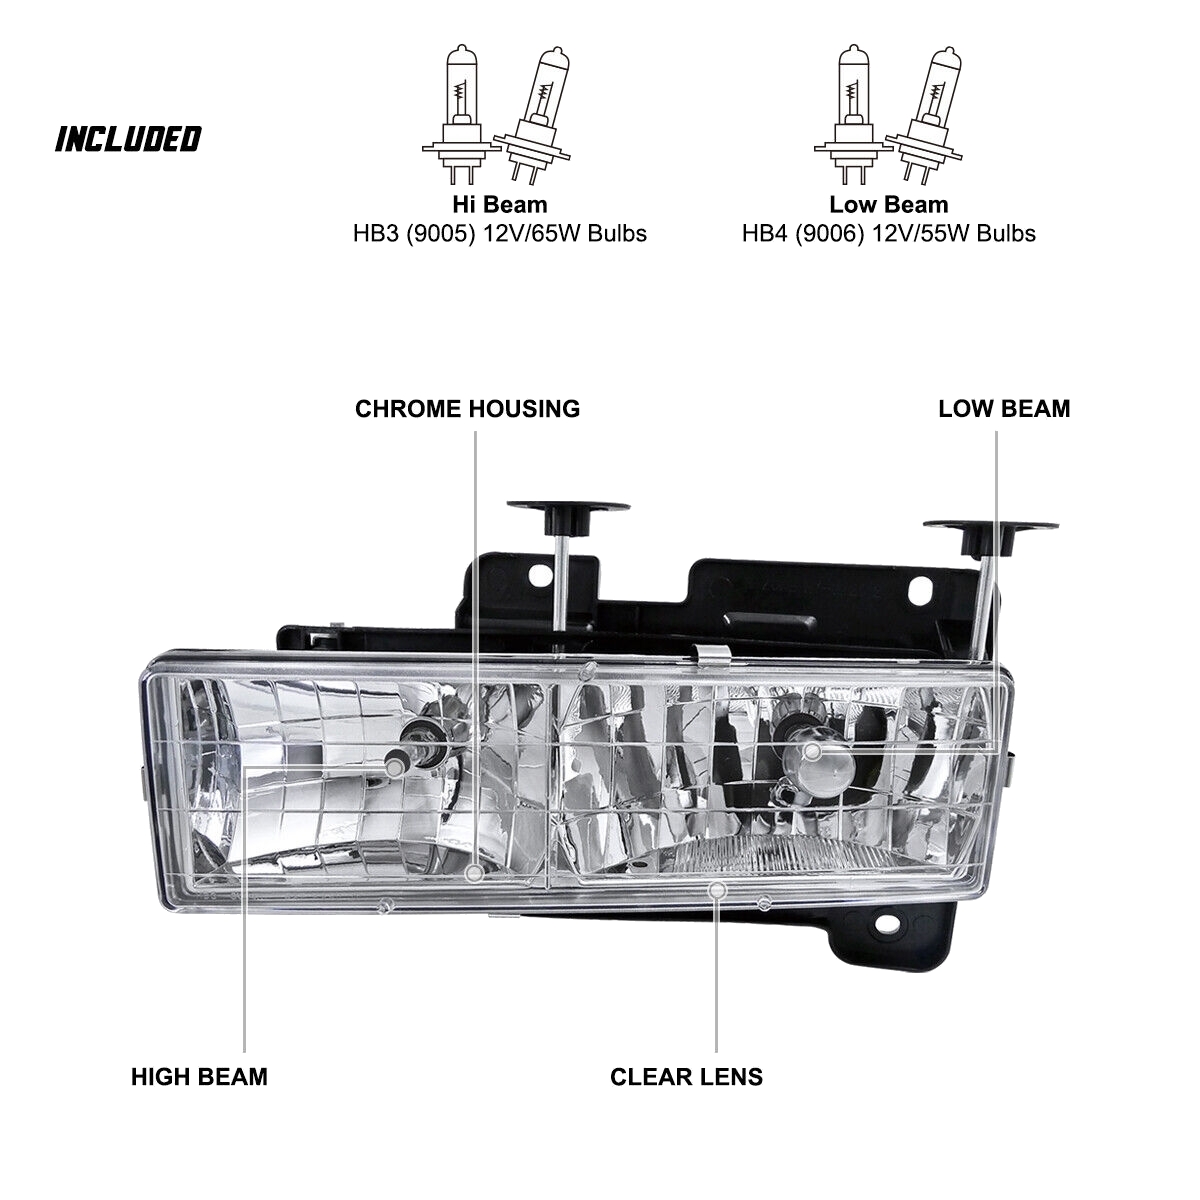 INCLUDED
Hi Beam
HB3 (9005) 12V/65W Bulbs
Low Beam
HB4 (9006) 12V/55W Bulbs
CHROME HOUSING
LOW BEAM
HIGH BEAM
CLEAR LENS